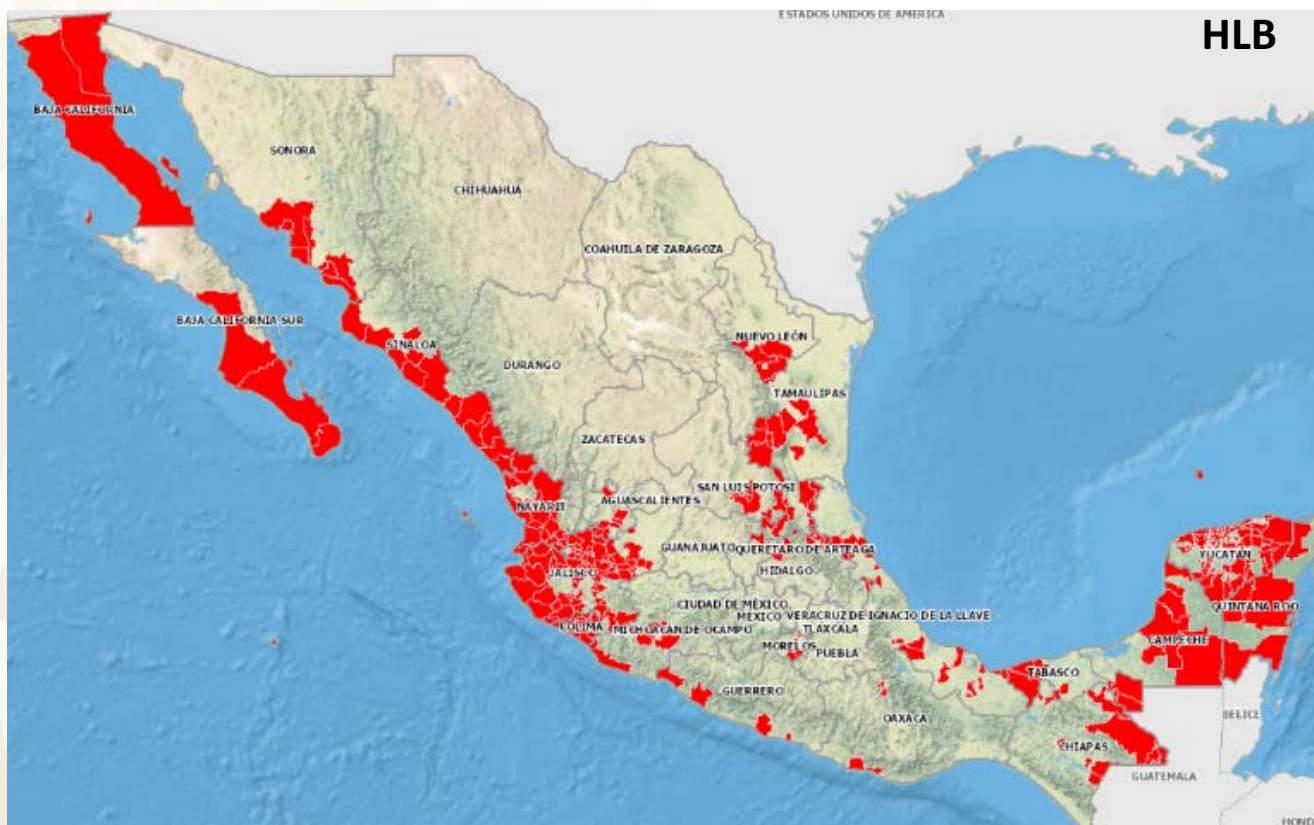 ESTADOS UNIDOS DE AMERICA
HLB
BAJA CALIFORNIA
SONORA
CHIHUAHUA
COAHUILA DE ZARAGOZA
BAJA CALIFORNIA SUR
NUEVO LEÓN
SINALOA
DURANGO
TAMAULIPAS
ZACATECAS
SAN LUIS POTOSÍ
AGUASCALIENTES
NAYARIT
GUANAJUATO
QUERETARO DE ARTEAGA
YUCATÁN
HIDALGO
JALISCO
CIUDAD DE MÉXICO
QUINTANA ROO
MÉXICO
VERACRUZ DE IGNACIO DE LA LLAVE
COLIMA
MICHOACÁN DE OCAMPO
TLAXCALA
CAMPECHE
MORELOS
PUEBLA
TABASCO
GUERRERO
OAXACA
BELICE
CHIAPAS
GUATEMALA
HOND